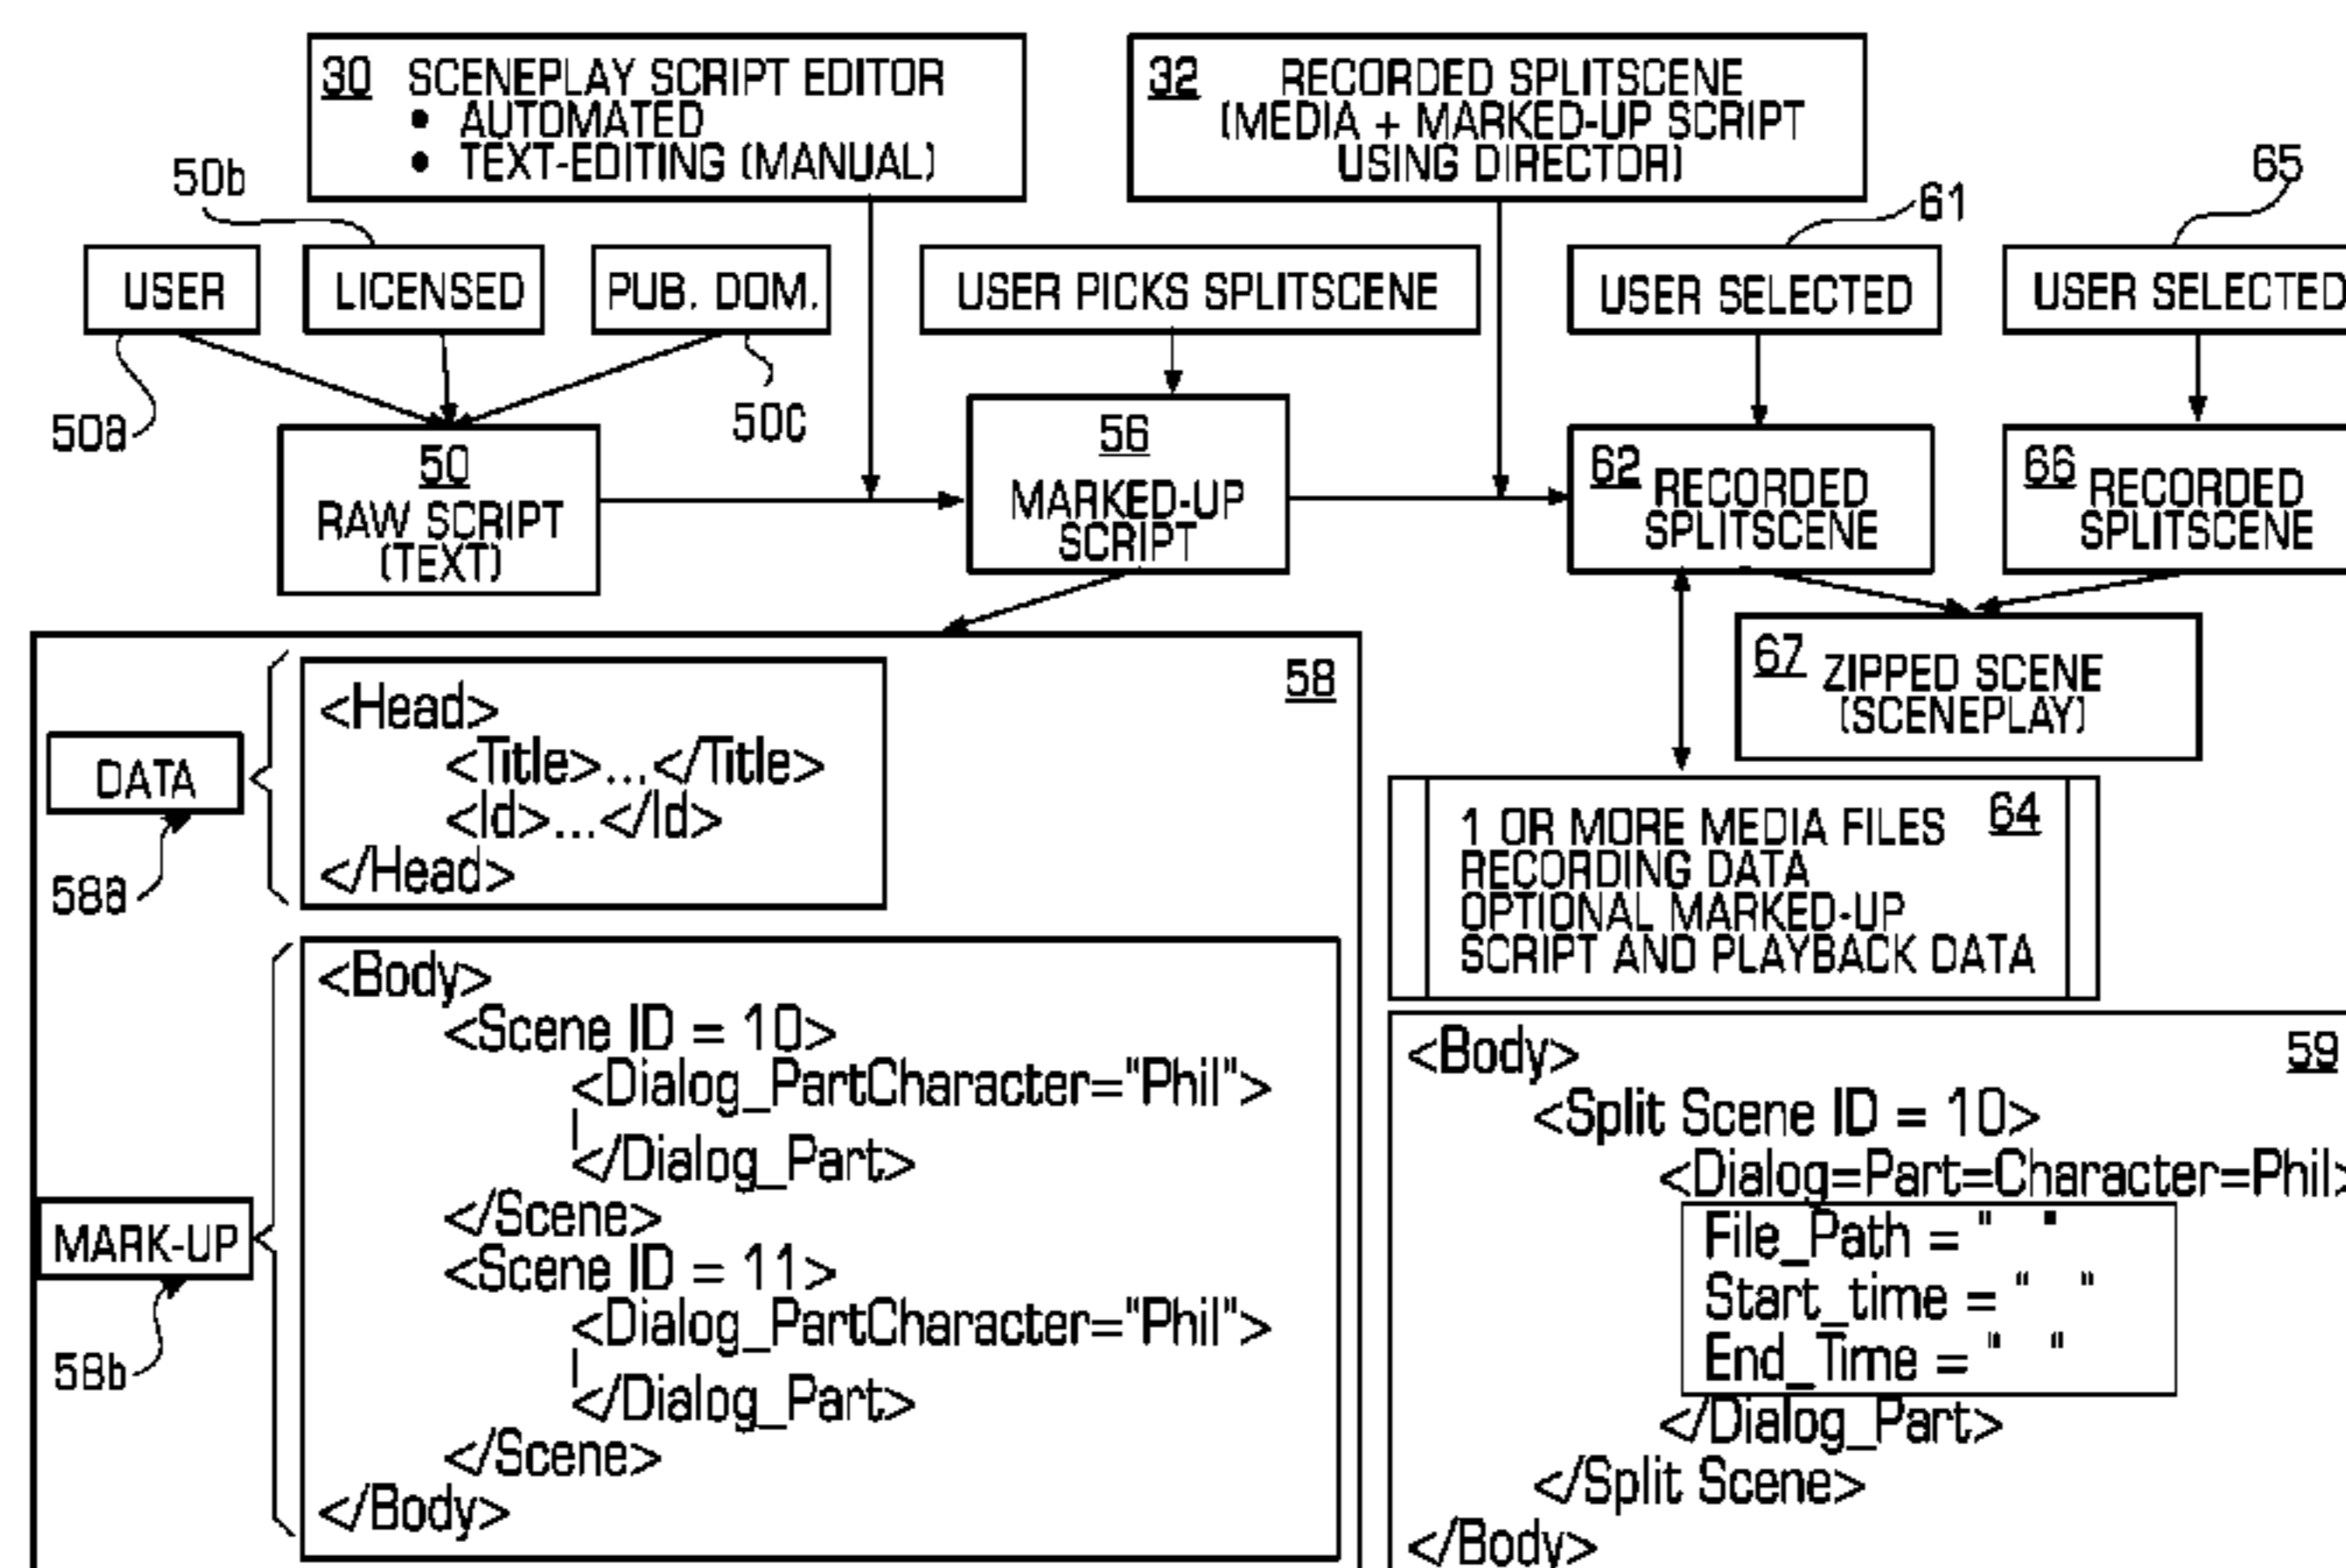 30 SCENEPLAY SCRIPT EDITOR
• AUTOMATED
• TEXT-EDITING (MANUAL)
32 RECORDED SPLITSCENE
(MEDIA + MARKED-UP SCRIPT
USING DIRECTOR)
50b
61
65
USER
LICENSED
PUB. DOM.
USER PICKS SPLITSCENE
USER SELECTED
USER SELECTED
50a
50c
50
RAW SCRIPT
(TEXT)
56
MARKED-UP
SCRIPT
62 RECORDED
SPLITSCENE
66 RECORDED
SPLITSCENE
67 ZIPPED SCENE
(SCENEPLAY)
58
DATA
58a
<Head>
<Title>...</Title>
<Id>...</Id>
</Head>
64
1 OR MORE MEDIA FILES
RECORDING DATA
OPTIONAL MARKED-UP
SCRIPT AND PLAYBACK DATA
MARK-UP
58b
<Body>
<Scene ID = 10>
<Dialog_PartCharacter="Phil">
</Dialog_Part>
</Scene>
<Scene ID = 11>
<Dialog_PartCharacter="Phil">
</Dialog_Part>
</Scene>
</Body>
59
<Body>
<Split Scene ID = 10>
<Dialog=Part=Character=Phil>
File_Path = " "
Start_time = " "
End_Time = " "
</Dialog_Part>
</Split Scene>
</Body>